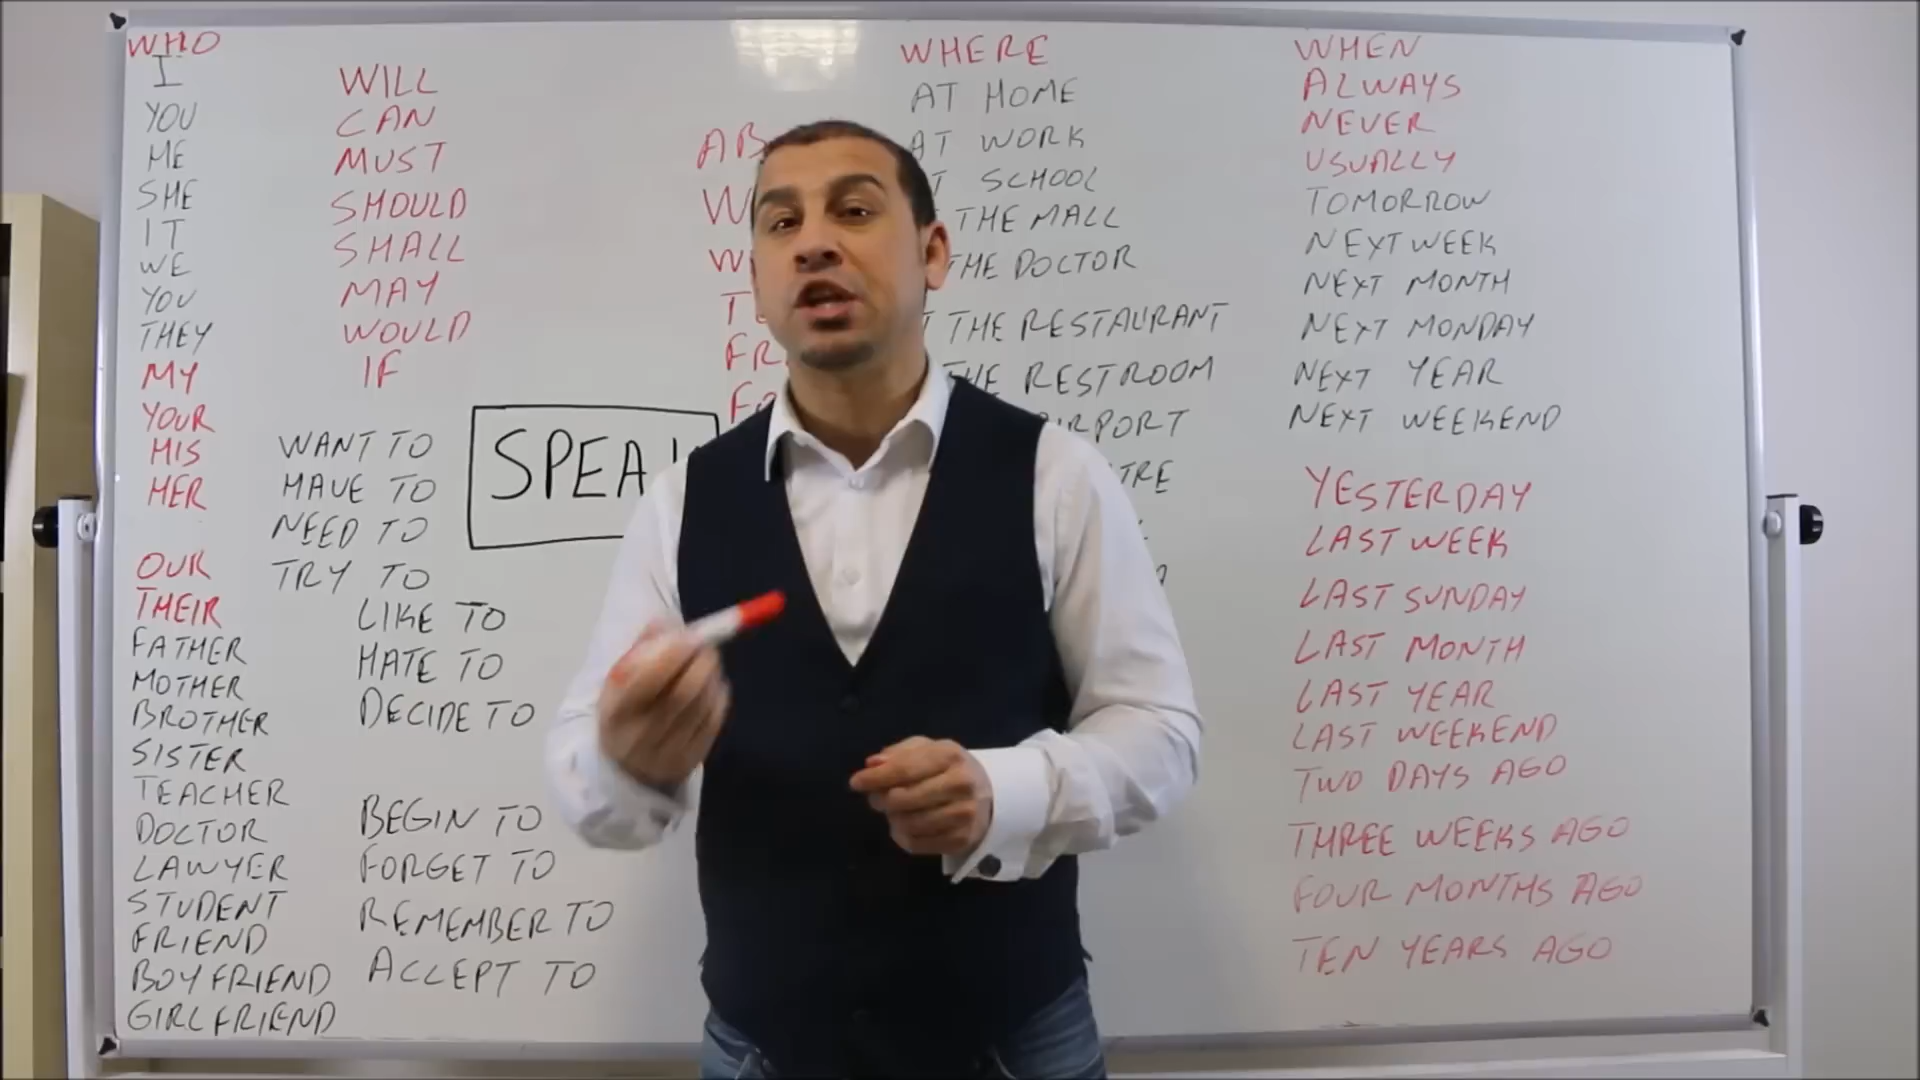 WHO
I
YOU
ME
SHE
IT
WE
YOU
THEY
MY
YOUR
HIS
HER
OUR
THEIR
FATHER
MOTHER
BROTHER
SISTER
TEACHER
DOCTOR
LAWYER
STUDENT
FRIEND
BOYFRIEND
GIRLFRIEND
WILL
CAN
MUST
SHOULD
SHALL
MAY
WOULD
IF
WANT TO
HAVE TO
NEED TO
TRY TO
LIKE TO
HATE TO
DECIDE TO
BEGIN TO
FORGET TO
REMEMBER TO
ACCEPT TO
WHERE
AT HOME
AT WORK
SCHOOL
THE MALL
THE DOCTOR
THE RESTAURANT
THE RESTROOM
WHEN
ALWAYS
NEVER
USUALLY
TOMORROW
NEXT WEEK
NEXT MONTH
NEXT MONDAY
NEXT YEAR
NEXT WEEKEND
YESTERDAY
LAST WEEK
LAST SUNDAY
LAST MONTH
LAST YEAR
LAST WEEKEND
TWO DAYS AGO
THREE WEEKS AGO
FOUR MONTHS AGO
TEN YEARS AGO